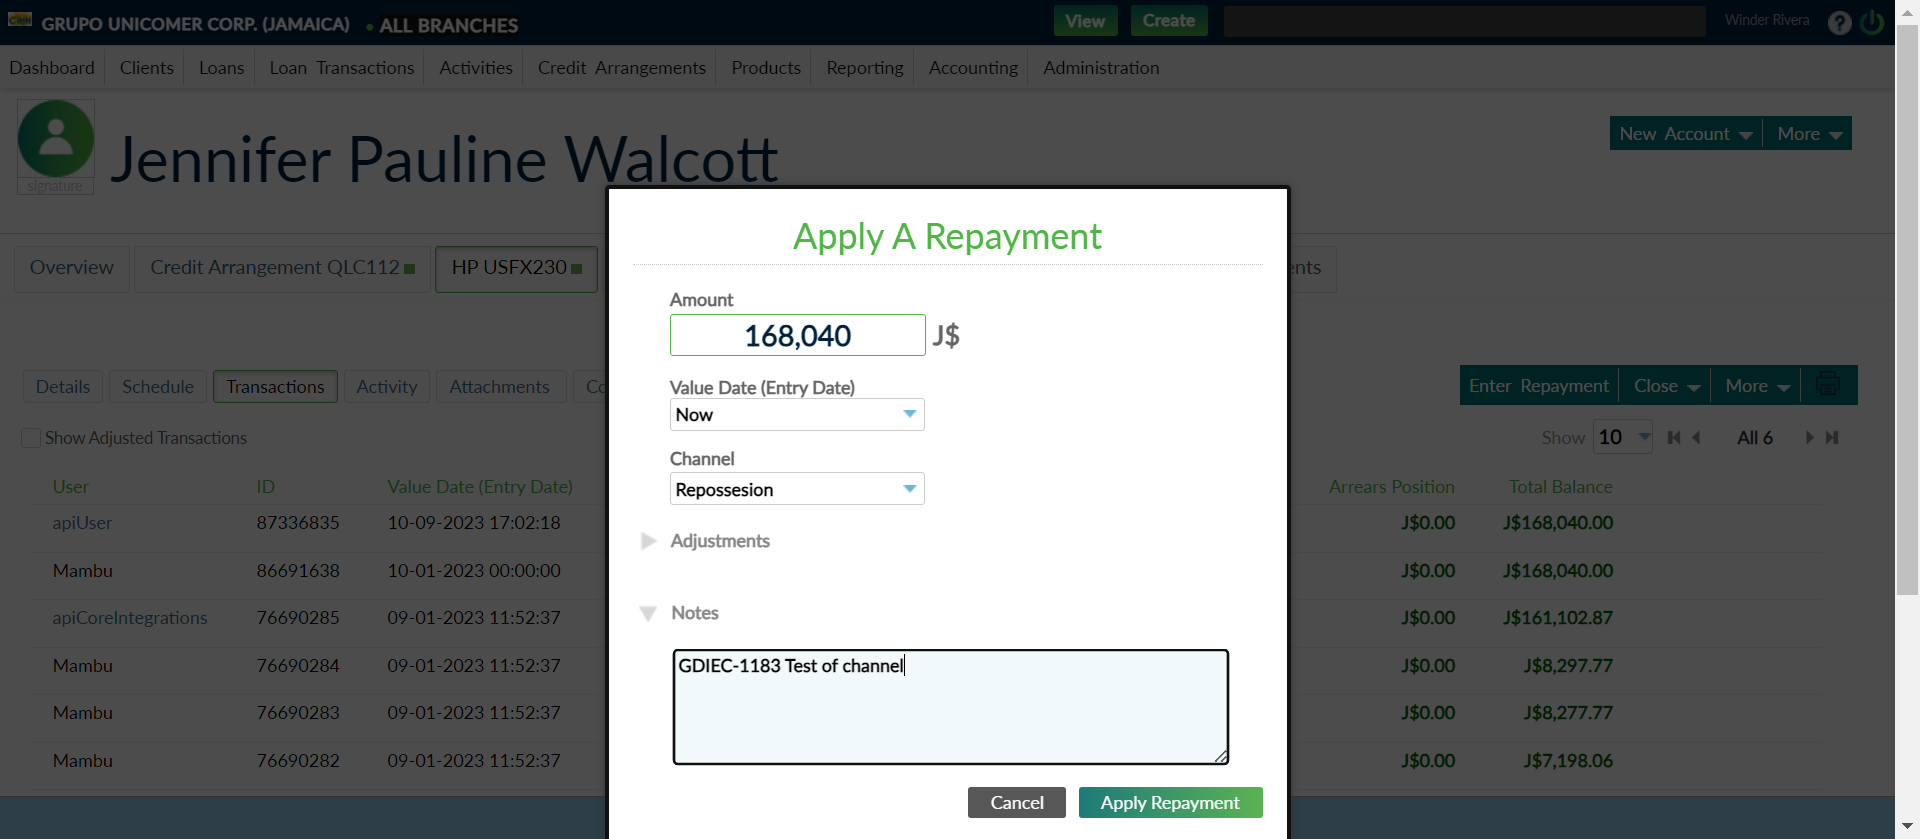 GRUPO UNICOMER CORP. (JAMAICA) • ALL BRANCHES View Create Winder Rivera ?
Dashboard Clients Loans Loan Transactions Activities Credit Arrangements Products Reporting Accounting Administration
signature
Jennifer Pauline Walcott
New Account More
Overview Credit Arrangement QLC112 HP USFX230 ents
Apply A Repayment
Amount
168,040 J$
Value Date (Entry Date)
Now
Channel
Repossesion
Adjustments
Notes
GDIEC-1183 Test of channel
Cancel Apply Repayment
Details Schedule Transactions Activity Attachments Co
Enter Repayment Close More
Show Adjusted Transactions
Show 10 All 6
User ID Value Date (Entry Date) Arrears Position Total Balance
apiUser 87336835 10-09-2023 17:02:18 J$0.00 J$168,040.00
Mambu 86691638 10-01-2023 00:00:00 J$0.00 J$168,040.00
apiCoreIntegrations 76690285 09-01-2023 11:52:37 J$0.00 J$161,102.87
Mambu 76690284 09-01-2023 11:52:37 J$0.00 J$8,297.77
Mambu 76690283 09-01-2023 11:52:37 J$0.00 J$8,277.77
Mambu 76690282 09-01-2023 11:52:37 J$0.00 J$7,198.06